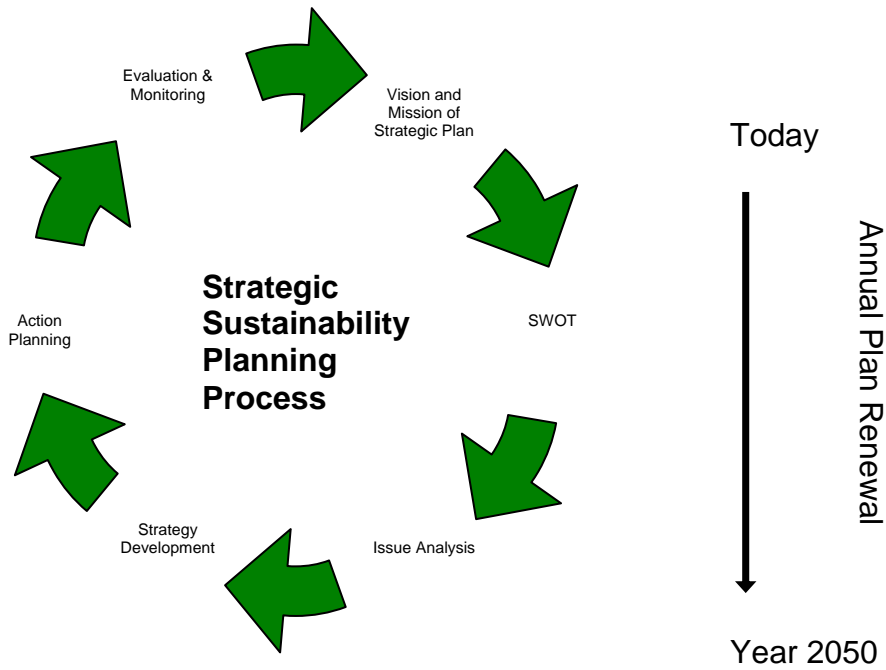 Evaluation &
Monitoring
Vision and
Mission of
Strategic Plan
SWOT
Issue Analysis
Strategy
Development
Action
Planning
Strategic
Sustainability
Planning
Process
Today
Annual Plan Renewal
Year 2050